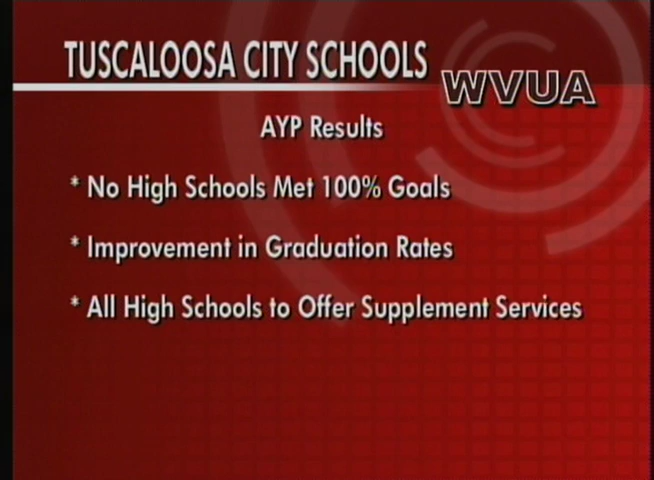 TUSCALOOSA CITY SCHOOLS
WVUA
AYP Results
* No High Schools Met 100% Goals
* Improvement in Graduation Rates
* All High Schools to Offer Supplement Services